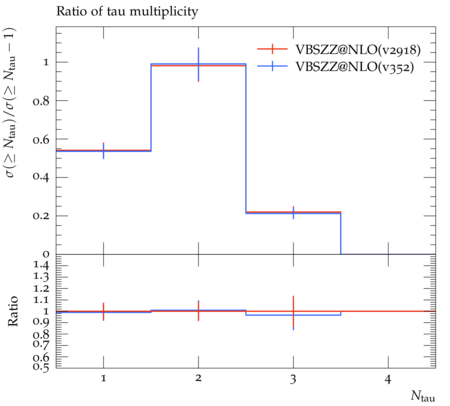 Ratio of tau multiplicity
σ(≥ Ntau)/σ(≥ Ntau − 1)
VBSZZ@NLO(v2918)
VBSZZ@NLO(v352)
1
0.8
0.6
0.4
0.2
0
Ratio
1.4
1.3
1.2
1.1
1.0
0.9
0.8
0.7
0.6
0.5
1 2 3 4
Ntau